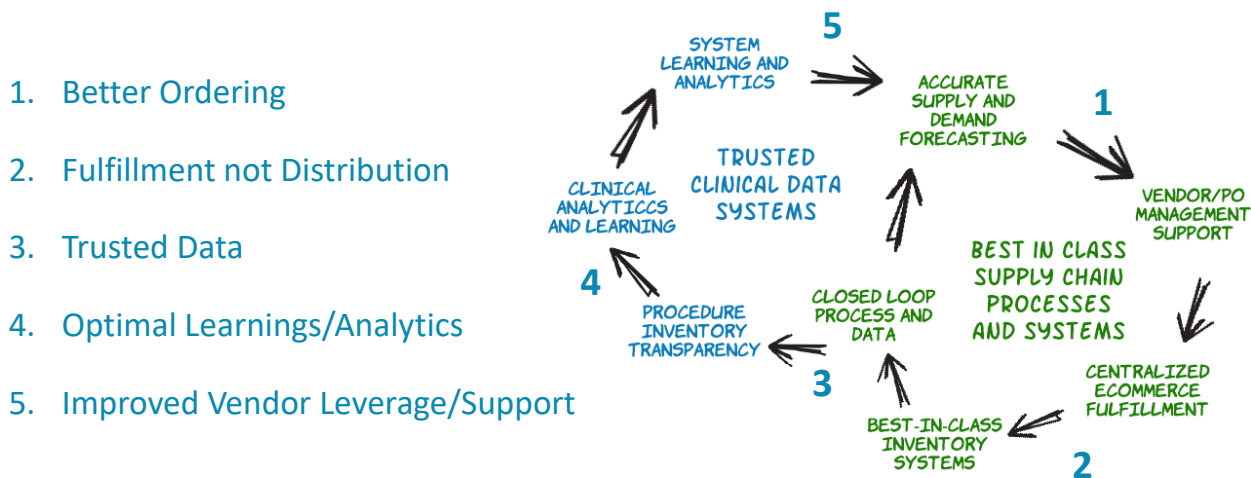 1. Better Ordering
2. Fulfillment not Distribution
3. Trusted Data
4. Optimal Learnings/Analytics
5. Improved Vendor Leverage/Support
5
SYSTEM
LEARNING AND
ANALYTICS
ACCURATE
SUPPLY AND
DEMAND
FORECASTING
1
TRUSTED
CLINICAL DATA
SYSTEMS
CLINICAL
ANALYTICCS
AND LEARNING
VENDOR/PO
MANAGEMENT
SUPPORT
BEST IN CLASS
SUPPLY CHAIN
PROCESSES
AND SYSTEMS
4
CLOSED LOOP
PROCESS AND
DATA
PROCEDURE
INVENTORY
TRANSPARENCY
3
CENTRALIZED
ECOMMERCE
FULFILLMENT
BEST-IN-CLASS
INVENTORY
SYSTEMS
2